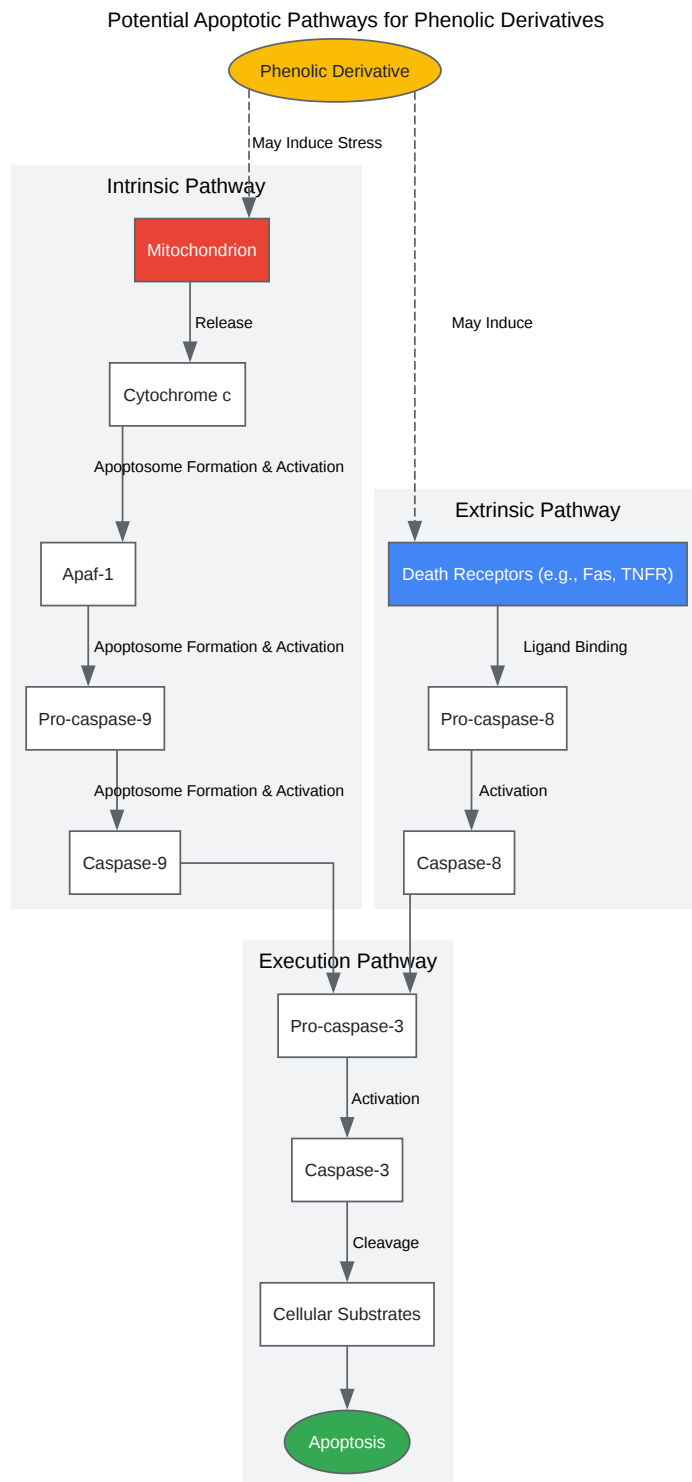 Potential Apoptotic Pathways for Phenolic Derivatives
Phenolic Derivative
May Induce Stress
Intrinsic Pathway
Mitochondrion
Release
May Induce
Cytochrome c
Apoptosome Formation & Activation
Extrinsic Pathway
Apaf-1
Death Receptors (e.g., Fas, TNFR)
Apoptosome Formation & Activation
Ligand Binding
Pro-caspase-9
Pro-caspase-8
Apoptosome Formation & Activation
Activation
Caspase-9
Caspase-8
Execution Pathway
Pro-caspase-3
Activation
Caspase-3
Cleavage
Cellular Substrates
Apoptosis